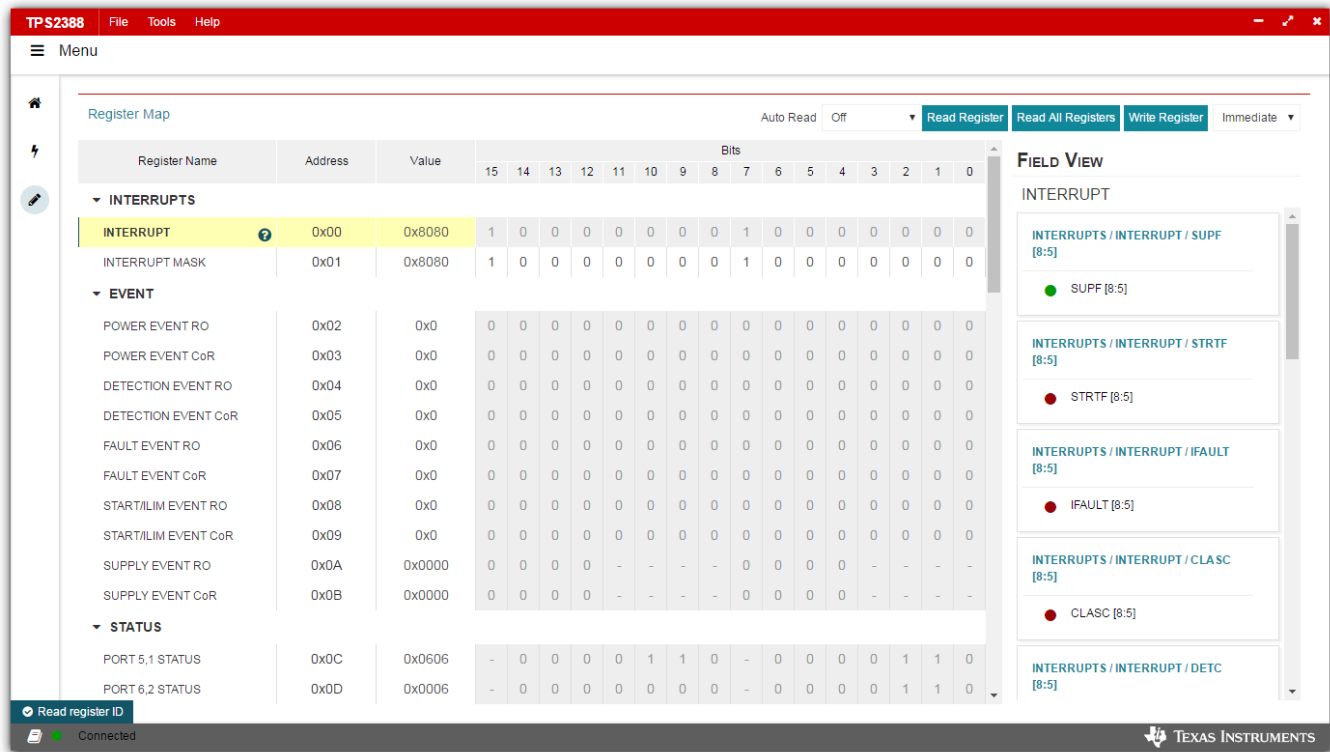 TPS2388 File Tools Help
Menu
Register Map
Auto Read Off Read Register Read All Registers Write Register Immediate
Register Name Address Value Bits
15 14 13 12 11 10 9 8 7 6 5 4 3 2 1 0
INTERRUPTS
INTERRUPT ? 0x00 0x8080 1 0 0 0 0 0 0 0 1 0 0 0 0 0 0 0
INTERRUPT MASK 0x01 0x8080 1 0 0 0 0 0 0 0 1 0 0 0 0 0 0 0
EVENT
POWER EVENT RO 0x02 0x0 0 0 0 0 0 0 0 0 0 0 0 0 0 0 0 0
POWER EVENT CoR 0x03 0x0 0 0 0 0 0 0 0 0 0 0 0 0 0 0 0 0
DETECTION EVENT RO 0x04 0x0 0 0 0 0 0 0 0 0 0 0 0 0 0 0 0 0
DETECTION EVENT CoR 0x05 0x0 0 0 0 0 0 0 0 0 0 0 0 0 0 0 0 0
FAULT EVENT RO 0x06 0x0 0 0 0 0 0 0 0 0 0 0 0 0 0 0 0 0
FAULT EVENT CoR 0x07 0x0 0 0 0 0 0 0 0 0 0 0 0 0 0 0 0 0
START/ILIM EVENT RO 0x08 0x0 0 0 0 0 0 0 0 0 0 0 0 0 0 0 0 0
START/ILIM EVENT CoR 0x09 0x0 0 0 0 0 0 0 0 0 0 0 0 0 0 0 0 0
SUPPLY EVENT RO 0x0A 0x0000 0 0 0 0 - - - - 0 0 0 0 - - - -
SUPPLY EVENT CoR 0x0B 0x0000 0 0 0 0 - - - - 0 0 0 0 - - - -
STATUS
PORT 5,1 STATUS 0x0C 0x0606 - 0 0 0 0 1 1 0 - 0 0 0 0 1 1 0
PORT 6,2 STATUS 0x0D 0x0006 - 0 0 0 0 0 0 0 - 0 0 0 0 1 1 0
FIELD VIEW
INTERRUPT
INTERRUPTS / INTERRUPT / SUPF
[8:5]
SUPF [8:5]
INTERRUPTS / INTERRUPT / STRTF
[8:5]
STRTF [8:5]
INTERRUPTS / INTERRUPT / IFAULT
[8:5]
IFAULT [8:5]
INTERRUPTS / INTERRUPT / CLASC
[8:5]
CLASC [8:5]
INTERRUPTS / INTERRUPT / DETC
[8:5]
Read register ID
Connected
TEXAS INSTRUMENTS